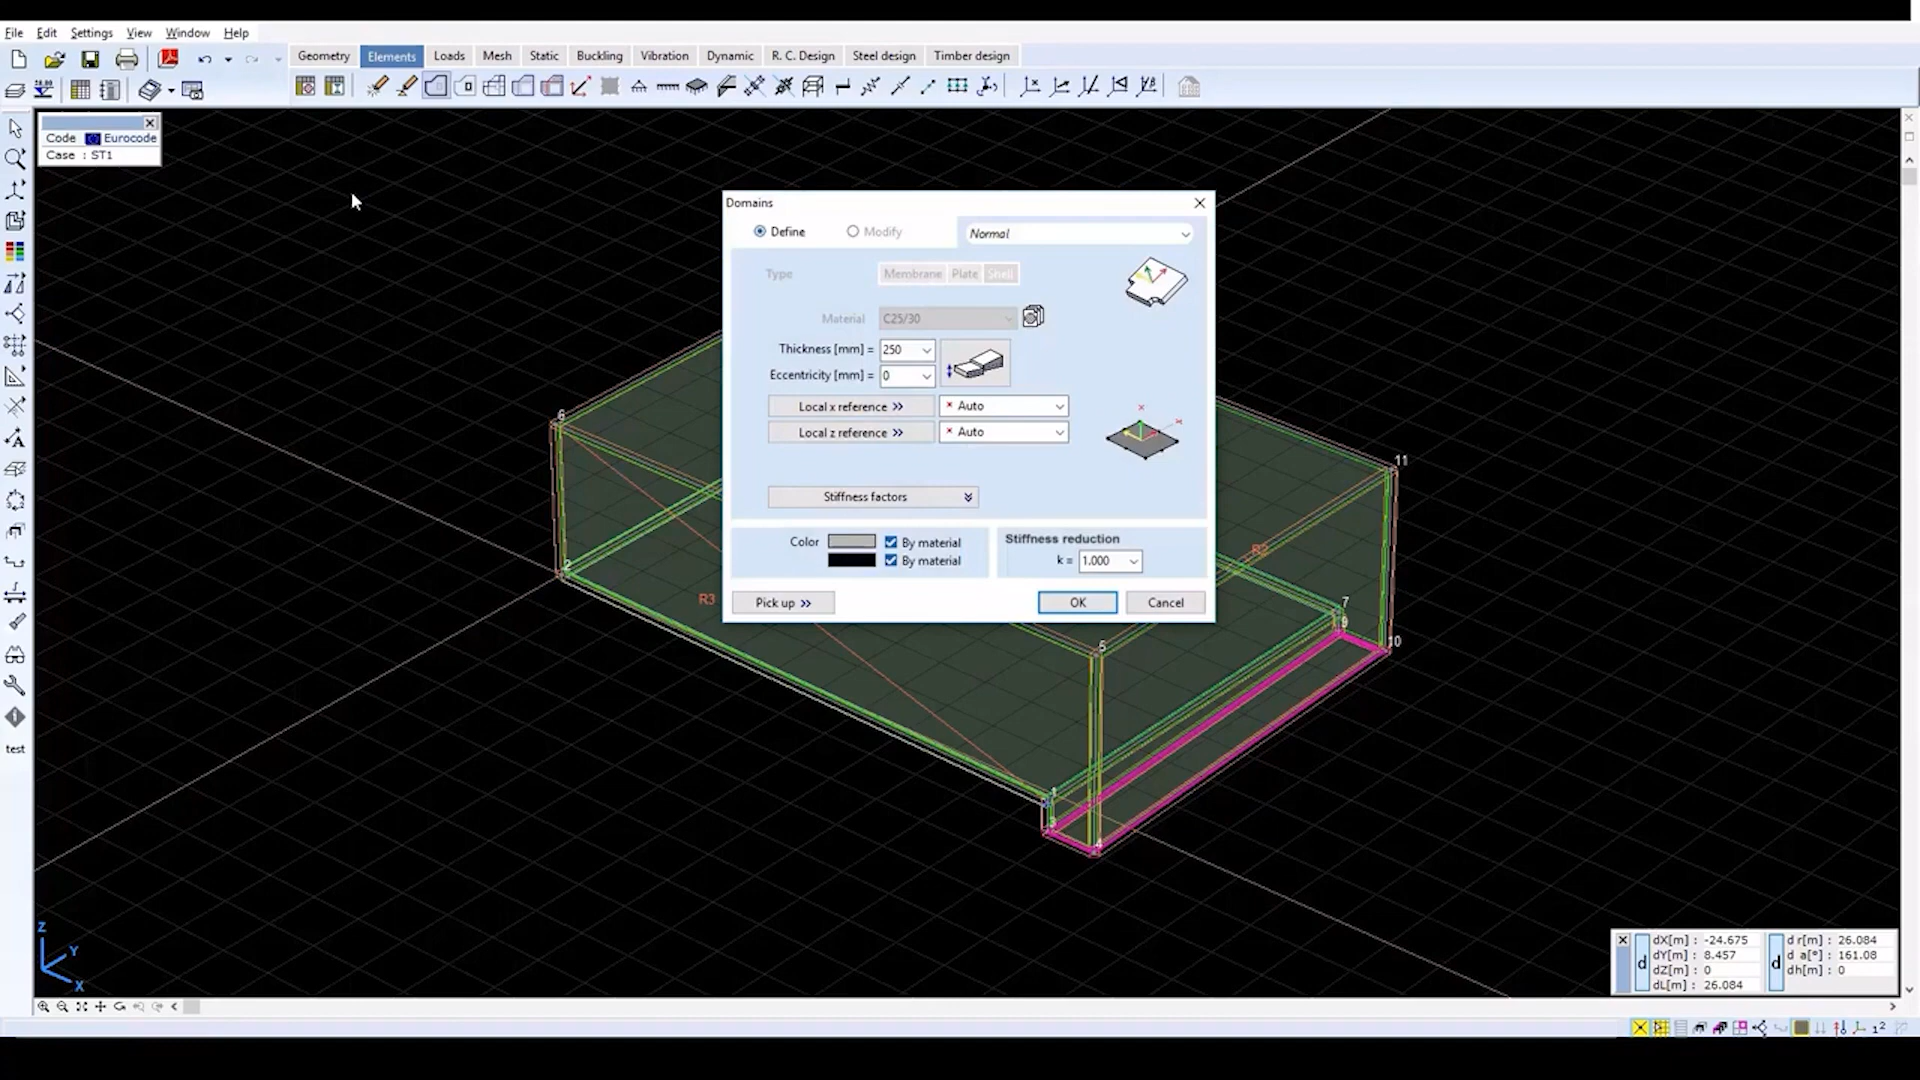 File Edit Settings View Window Help
Geometry Elements Loads Mesh Static Buckling Vibration Dynamic R. C. Design Steel design Timber design
Code Eurocode
Case : ST1
Domains
Define Modify Normal
Type Membrane Plate Shell
Material C25/30
Thickness [mm] = 250
Eccentricity [mm] = 0
Local x reference » Auto
Local z reference » Auto
Stiffness factors
Color By material
By material
Stiffness reduction
k = 1.000
Pick up » OK Cancel
6
11
2
R3
R2
7
9
10
5
1
3
4
test
Z
Y
X
dX[m] : -24.675
dY[m] : 8.457
dZ[m] : 0
dL[m] : 26.084
d
d r[m] : 26.084
d a[°] : 161.08
dh[m] : 0
d